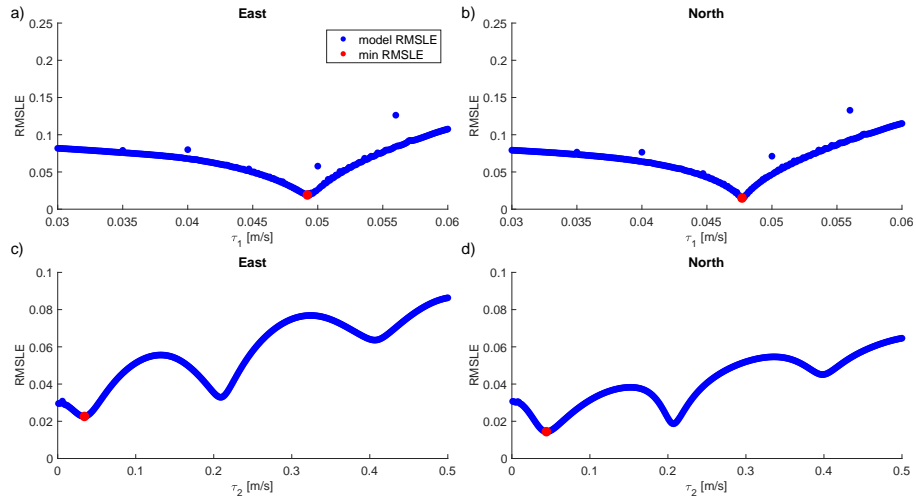 a)
East
0.25
0.2
0.15
0.1
0.05
0
RMSLE
0.03
0.035
0.04
0.045
0.05
0.055
0.06
τ1 [m/s]
model RMSLE
min RMSLE
b)
North
0.25
0.2
0.15
0.1
0.05
0
RMSLE
0.03
0.035
0.04
0.045
0.05
0.055
0.06
τ1 [m/s]
c)
East
0.1
0.08
0.06
0.04
0.02
0
RMSLE
0
0.1
0.2
0.3
0.4
0.5
τ2 [m/s]
d)
North
0.1
0.08
0.06
0.04
0.02
0
RMSLE
0
0.1
0.2
0.3
0.4
0.5
τ2 [m/s]